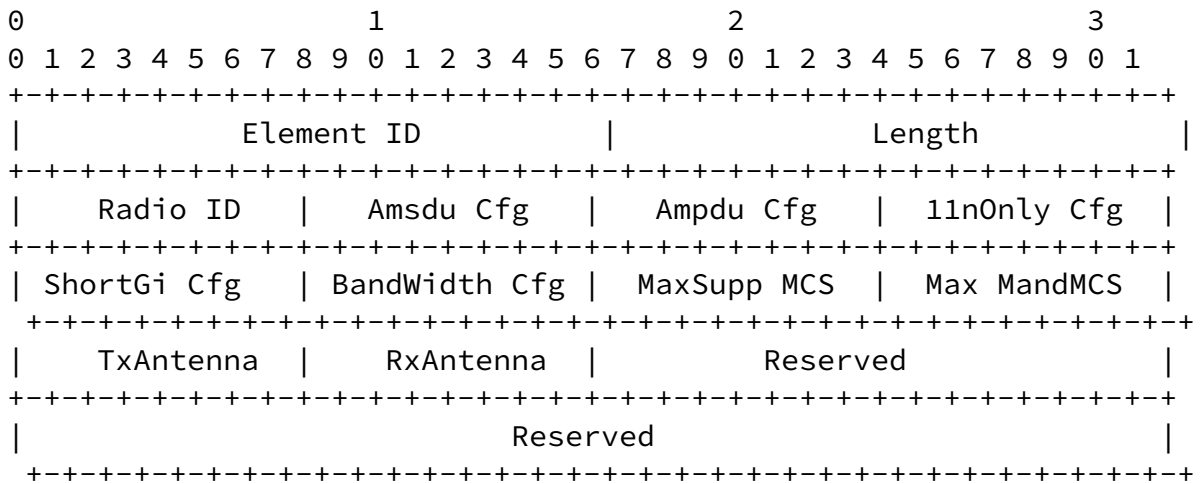 0                   1                   2                   3
0 1 2 3 4 5 6 7 8 9 0 1 2 3 4 5 6 7 8 9 0 1 2 3 4 5 6 7 8 9 0 1
+-+-+-+-+-+-+-+-+-+-+-+-+-+-+-+-+-+-+-+-+-+-+-+-+-+-+-+-+-+-+-+-+
|            Element ID          |              Length           |
+-+-+-+-+-+-+-+-+-+-+-+-+-+-+-+-+-+-+-+-+-+-+-+-+-+-+-+-+-+-+-+-+
|    Radio ID   |   Amsdu Cfg   |   Ampdu Cfg   |  11nOnly Cfg  |
+-+-+-+-+-+-+-+-+-+-+-+-+-+-+-+-+-+-+-+-+-+-+-+-+-+-+-+-+-+-+-+-+
| ShortGi Cfg   | BandWidth Cfg |  MaxSupp MCS  |  Max MandMCS  |
 +-+-+-+-+-+-+-+-+-+-+-+-+-+-+-+-+-+-+-+-+-+-+-+-+-+-+-+-+-+-+-+-+
|    TxAntenna  |    RxAntenna  |         Reserved              |
+-+-+-+-+-+-+-+-+-+-+-+-+-+-+-+-+-+-+-+-+-+-+-+-+-+-+-+-+-+-+-+-+
|                           Reserved                            |
 +-+-+-+-+-+-+-+-+-+-+-+-+-+-+-+-+-+-+-+-+-+-+-+-+-+-+-+-+-+-+-+-+